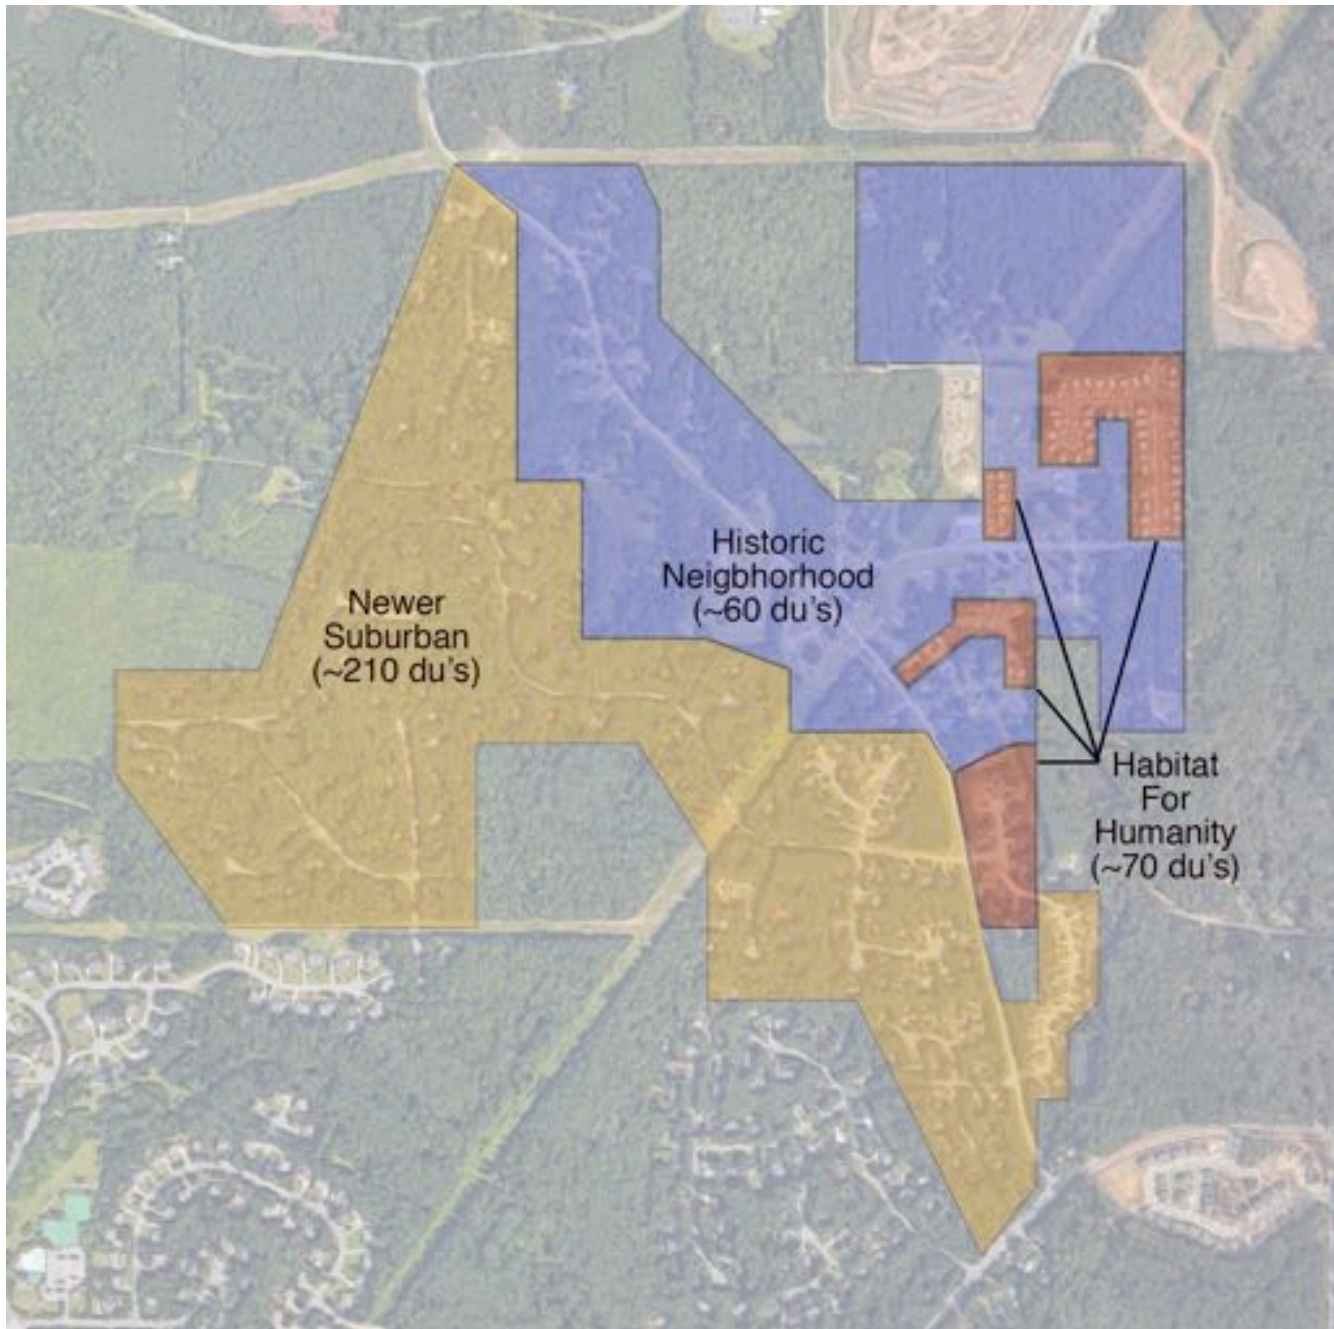 Historic
Neigbhorhood
(~60 du's)
Newer
Suburban
(~210 du's)
Habitat
For
Humanity
(~70 du's)